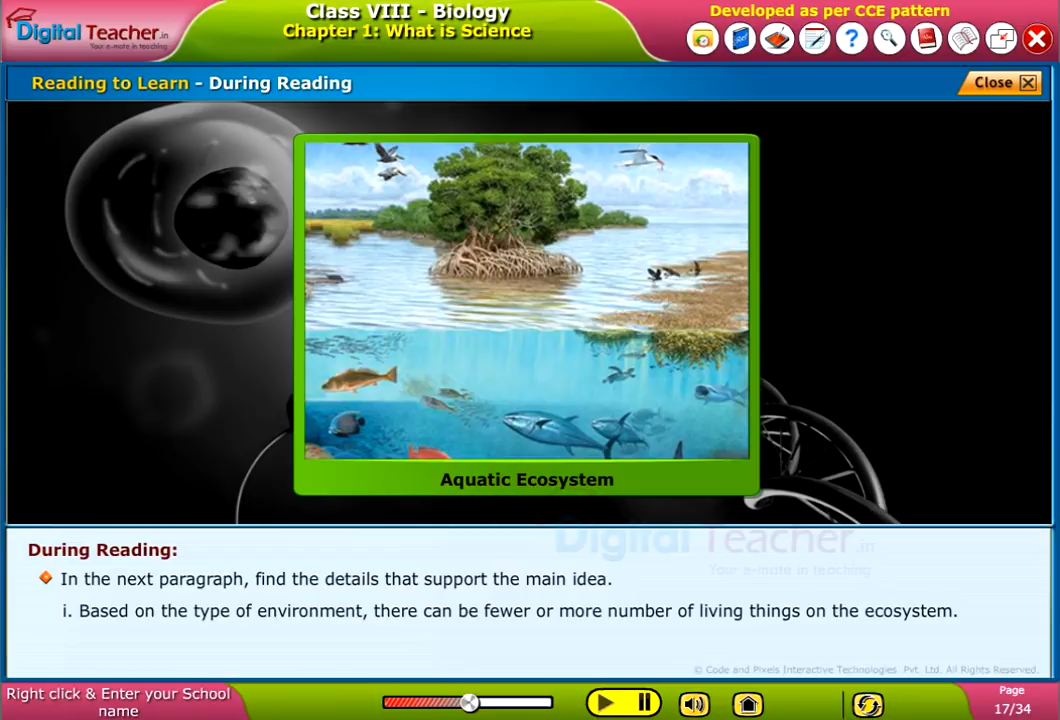 Digital Teacher.in
Your e-mate in teaching
Class VIII - Biology
Chapter 1: What is Science
Developed as per CCE pattern
Reading to Learn - During Reading
Close
Aquatic Ecosystem
During Reading:
In the next paragraph, find the details that support the main idea.
i. Based on the type of environment, there can be fewer or more number of living things on the ecosystem.
Digital Teacher.in
Your e-mate in teaching
© Code and Pixels Interactive Technologies Pvt. Ltd. All Rights Reserved.
Right click & Enter your School
name
Page
17/34